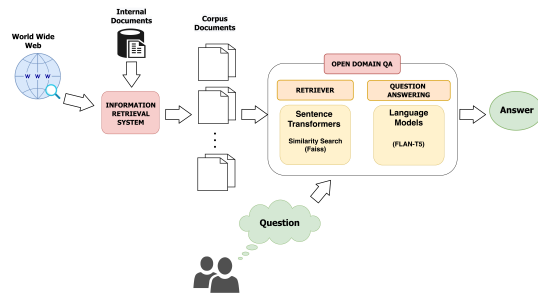 World Wide
Web
W W W
Internal
Documents
INFORMATION
RETRIEVAL
SYSTEM
Corpus
Documents
OPEN DOMAIN QA
RETRIEVER
Sentence
Transformers
Similarity Search
(Faiss)
QUESTION
ANSWERING
Language
Models
(FLAN-T5)
Answer
Question